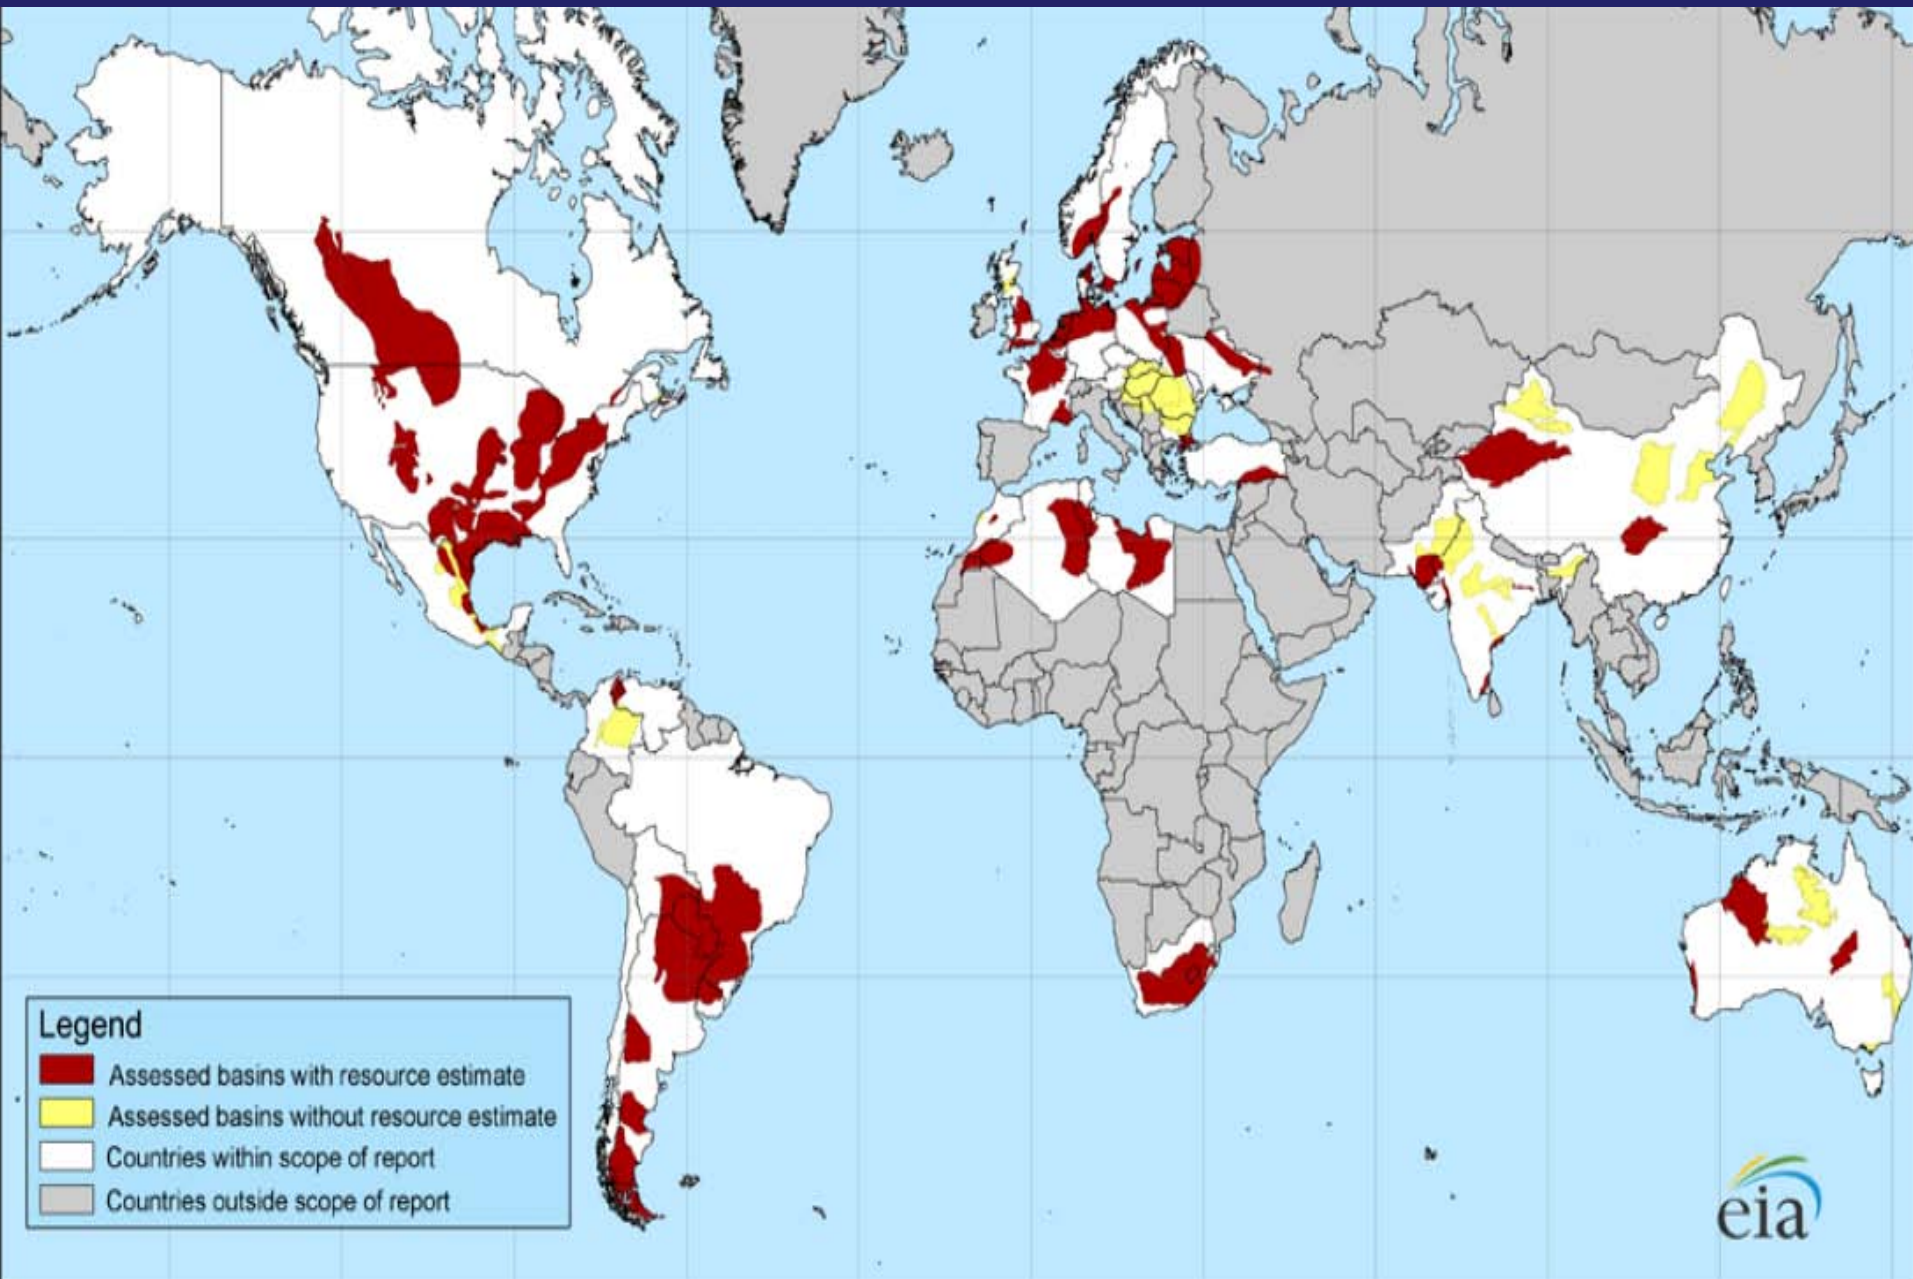 Legend
Assessed basins with resource estimate
Assessed basins without resource estimate
Countries within scope of report
Countries outside scope of report
eia